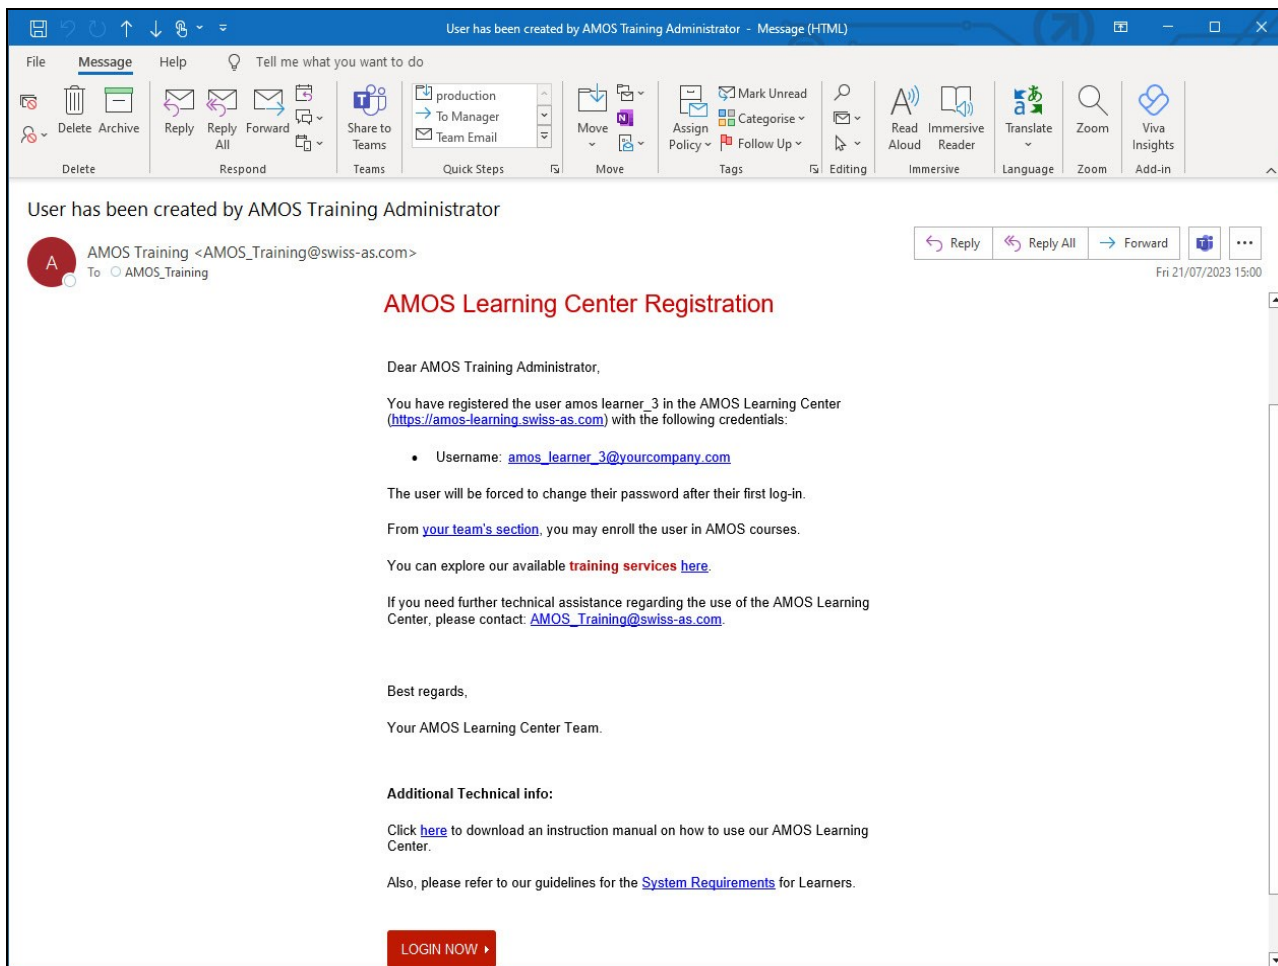 User has been created by AMOS Training Administrator - Message (HTML)
File Message Help Tell me what you want to do
Delete Archive
Reply Reply All Forward
Share to Teams
production
To Manager
Team Email
Move
Assign Policy
Mark Unread
Categorise
Follow Up
Read Aloud
Immersive Reader
Translate
Zoom
Viva Insights
Delete Respond Teams Quick Steps Move Tags Editing Immersive Language Zoom Add-in
User has been created by AMOS Training Administrator
A
AMOS Training <AMOS_Training@swiss-as.com>
To AMOS_Training
Reply Reply All Forward
Fri 21/07/2023 15:00
AMOS Learning Center Registration
Dear AMOS Training Administrator,
You have registered the user amos learner_3 in the AMOS Learning Center
(https://amos-learning.swiss-as.com) with the following credentials:
• Username: amos_learner_3@yourcompany.com
The user will be forced to change their password after their first log-in.
From your team's section, you may enroll the user in AMOS courses.
You can explore our available training services here.
If you need further technical assistance regarding the use of the AMOS Learning
Center, please contact: AMOS_Training@swiss-as.com.
Best regards,
Your AMOS Learning Center Team.
Additional Technical info:
Click here to download an instruction manual on how to use our AMOS Learning
Center.
Also, please refer to our guidelines for the System Requirements for Learners.
LOGIN NOW